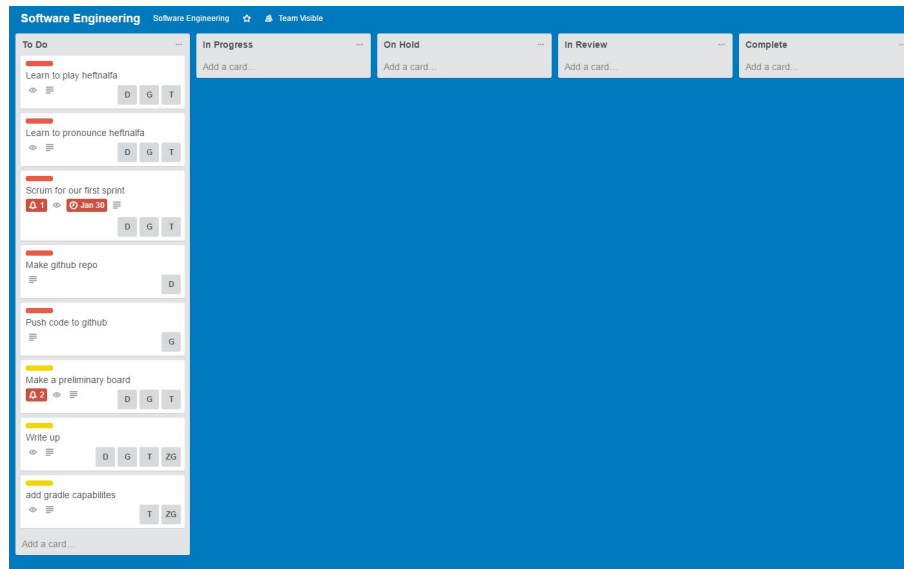 Software Engineering Software Engineering Team Visible
To Do ... In Progress ... On Hold ... In Review ... Complete ...
Add a card... Add a card... Add a card... Add a card...
Learn to play heftnalfa
D G T
Learn to pronounce heftnalfa
D G T
Scrum for our first sprint
1 Jan 30
D G T
Make github repo
D
Push code to github
G
Make a preliminary board
2 D G T
Write up
D G T ZG
add gradle capabilites
T ZG
Add a card...